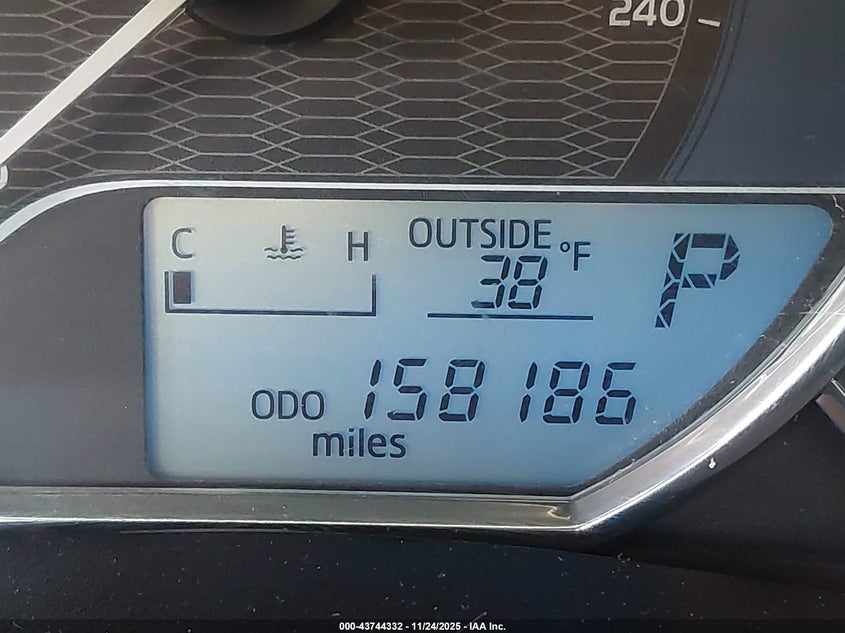 240
OUTSIDE
C H °F P
38
ODO 158186
miles
000-43744332 - 11/24/2025 - IAA Inc.